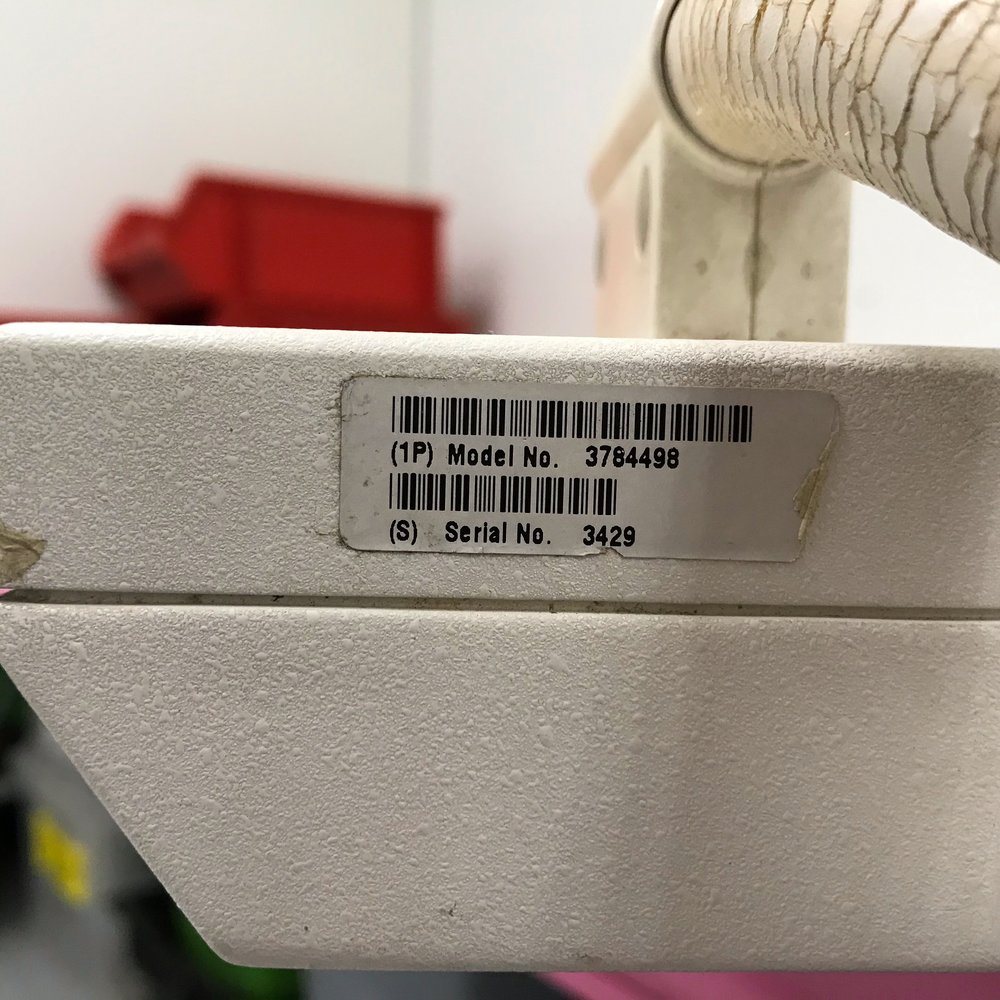 (1P) Model No. 3784498
(S) Serial No. 3429